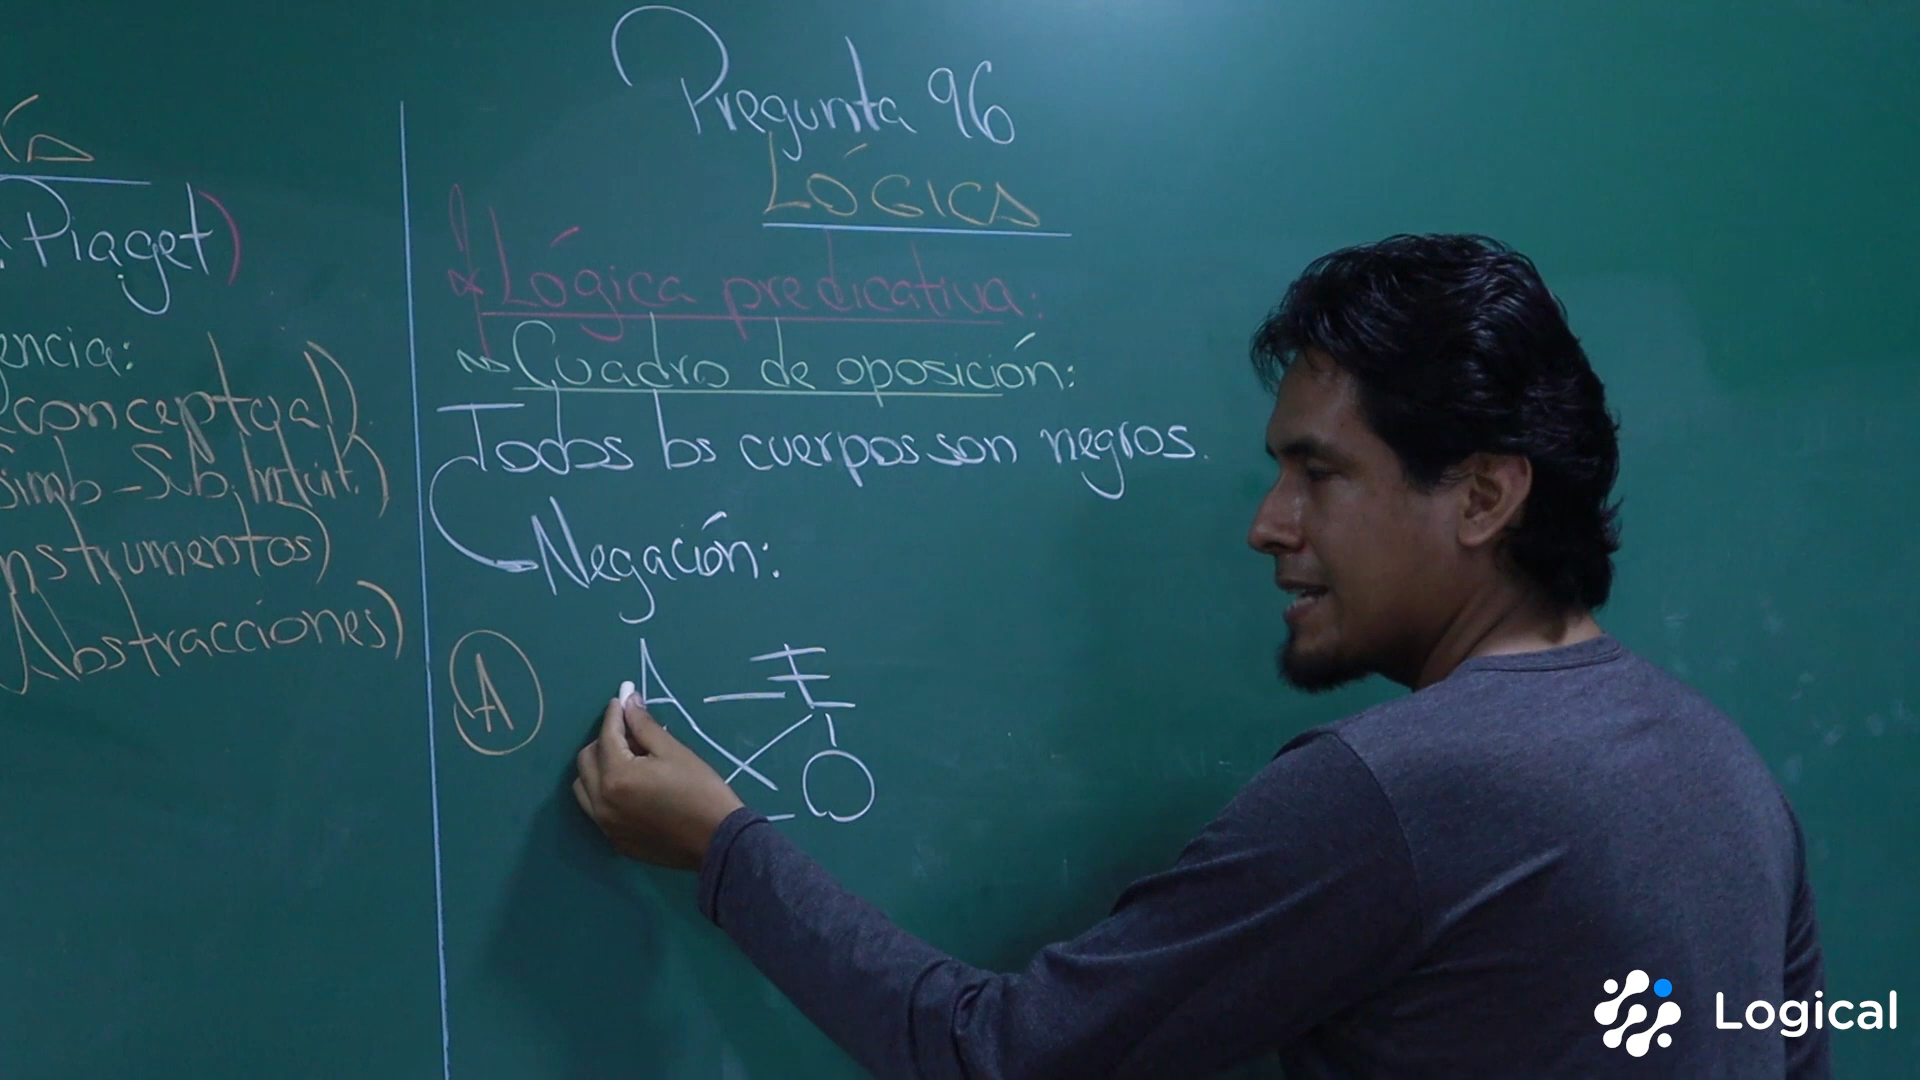 Piaget)
encia:
conceptual)
Simb-Sub, Intuit.)
nstrumentos)
Abstracciones)
Pregunta 96
LÓGICA
Lógica predicativa:
Cuadro de oposición:
Todos los cuerpos son negros.
Negación:
A
A E
O
Logical